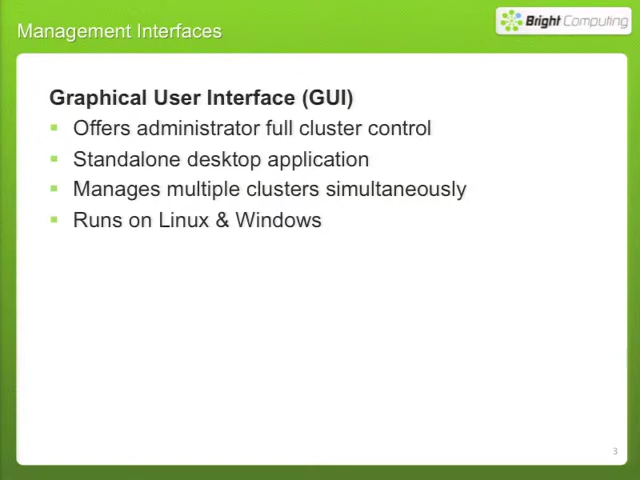 Management Interfaces
Bright Computing
Graphical User Interface (GUI)
Offers administrator full cluster control
Standalone desktop application
Manages multiple clusters simultaneously
Runs on Linux & Windows
3